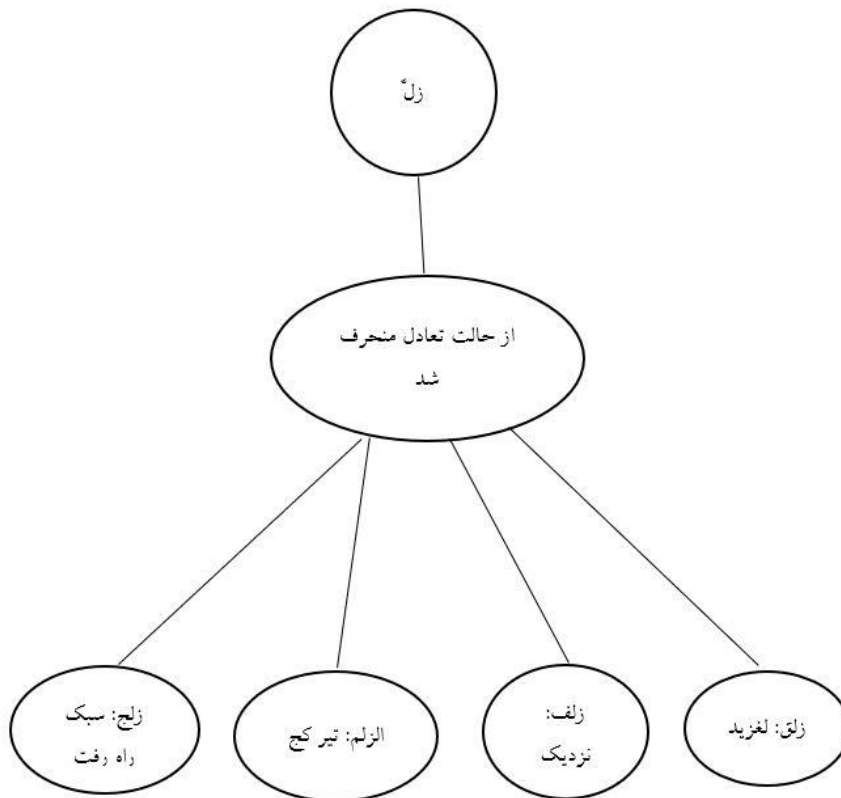 زلَّ
از حالت تعادل منحرف
شد
زلق: لغزید
زلف:
نزدیک
الزلم: تیر کج
زلج: سبک
راه رفت